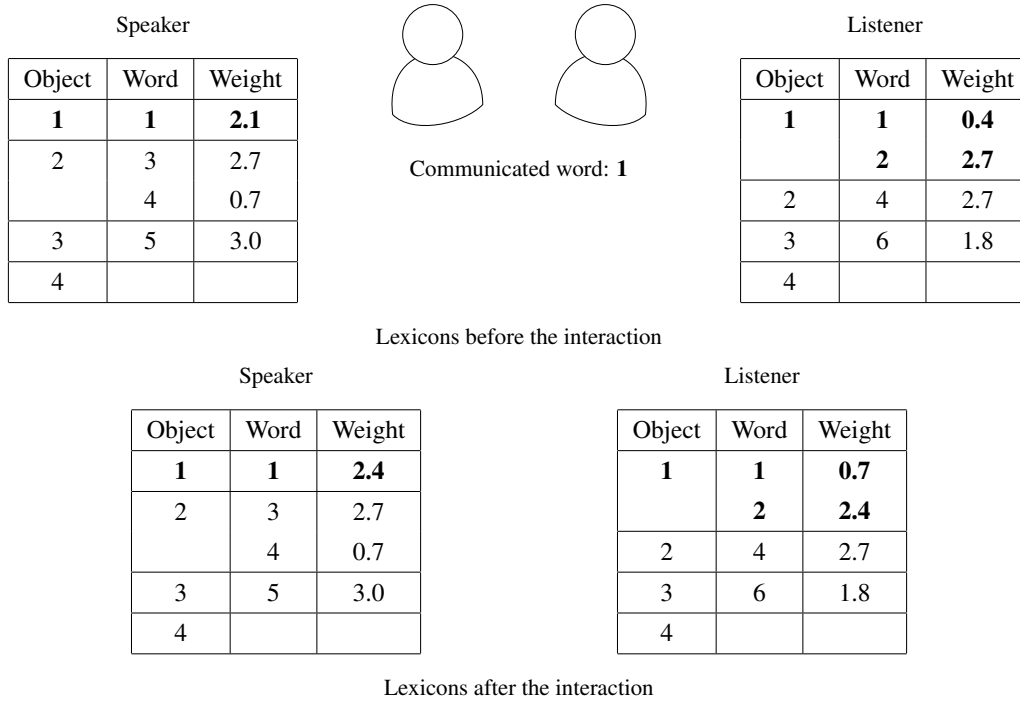 Speaker
Object Word Weight
1 1 2.1
2 3 2.7
4 0.7
3 5 3.0
4
Communicated word: 1
Listener
Object Word Weight
1 1 0.4
2 2.7
2 4 2.7
3 6 1.8
4
Lexicons before the interaction
Speaker
Object Word Weight
1 1 2.4
2 3 2.7
4 0.7
3 5 3.0
4
Listener
Object Word Weight
1 1 0.7
2 2.4
2 4 2.7
3 6 1.8
4
Lexicons after the interaction